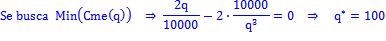 Se busca Min(Cme(q)) ⇒ 2q/10000 − 2·10000/q³ = 0 ⇒ q* = 100